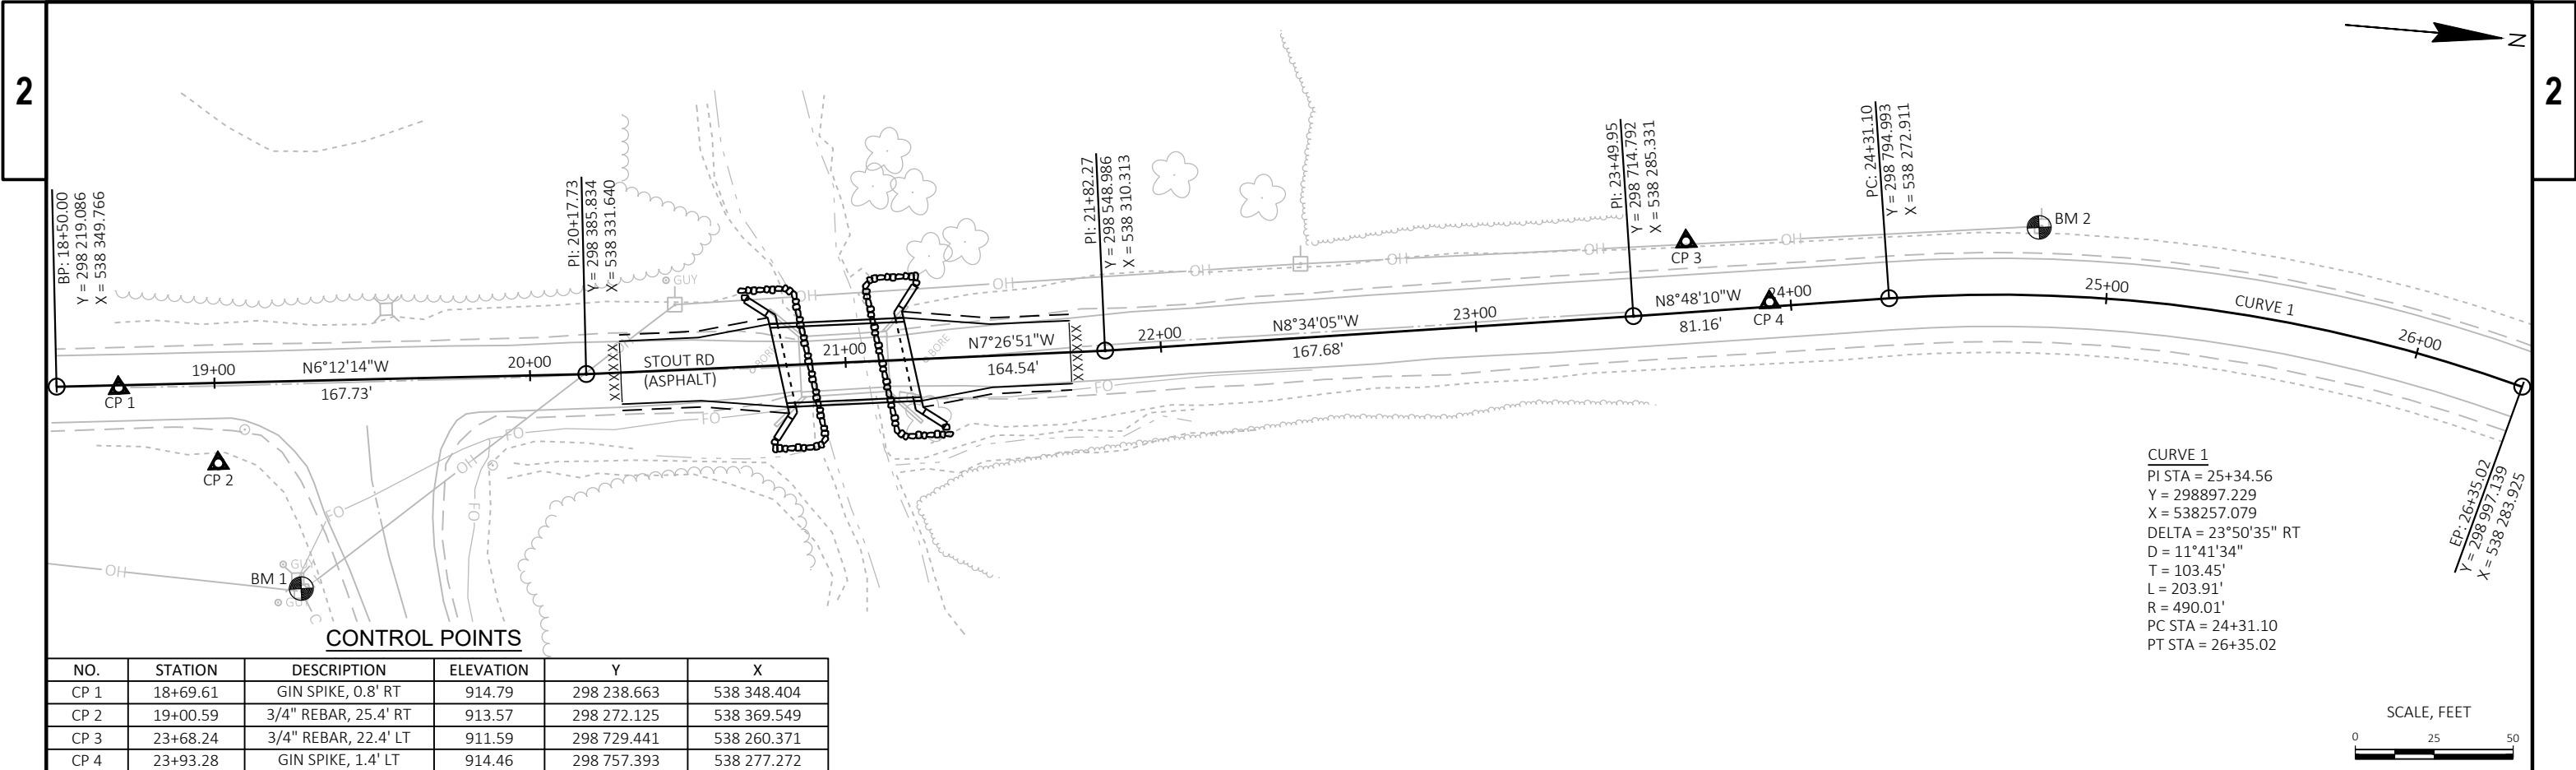 2
2
N
BP: 18+50.00
Y = 298 219.086
X = 538 349.766
PI: 20+17.73
Y = 298 385.834
X = 538 331.640
PI: 21+82.27
Y = 298 548.986
X = 538 310.313
PI: 23+49.95
Y = 298 714.792
X = 538 285.331
PC: 24+31.10
Y = 298 794.993
X = 538 272.911
BM 2
CP 3
OH
OH
OH
OH
OH
OH
GUY
24+00
CP 4
25+00
CURVE 1
26+00
N8°48'10"W
81.16'
23+00
N8°34'05"W
167.68'
22+00
N7°26'51"W
164.54'
21+00
STOUT RD
(ASPHALT)
XXXXXX
XXXXXX
20+00
N6°12'14"W
167.73'
19+00
CP 1
CP 2
FO
FO
FO
FO
FO
OH
OH
BM 1
GUY
GUY
EP: 26+35.02
Y = 298 997.139
X = 538 283.925
CURVE 1
PI STA = 25+34.56
Y = 298897.229
X = 538257.079
DELTA = 23°50'35" RT
D = 11°41'34"
T = 103.45'
L = 203.91'
R = 490.01'
PC STA = 24+31.10
PT STA = 26+35.02
CONTROL POINTS
NO. STATION DESCRIPTION ELEVATION Y X
CP 1 18+69.61 GIN SPIKE, 0.8' RT 914.79 298 238.663 538 348.404
CP 2 19+00.59 3/4" REBAR, 25.4' RT 913.57 298 272.125 538 369.549
CP 3 23+68.24 3/4" REBAR, 22.4' LT 911.59 298 729.441 538 260.371
CP 4 23+93.28 GIN SPIKE, 1.4' LT 914.46 298 757.393 538 277.272
SCALE, FEET
0 25 50